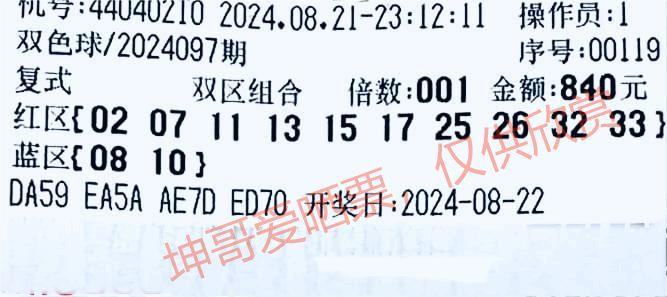 机号:44040210 2024.08.21-23:12:11 操作员:1
双色球/2024097期 序号:00119
复式 双区组合 倍数:001 金额:840元
红区{02 07 11 13 15 17 25 26 32 33}
蓝区{08 10}
DA59 EA5A AE7D ED70 开奖日:2024-08-22
坤哥爱晒票，仅供欣赏